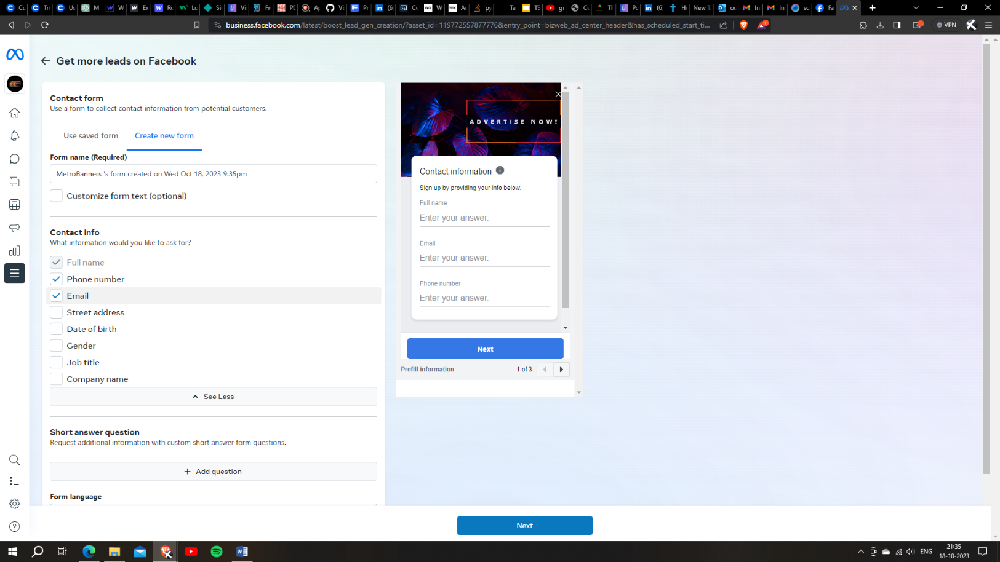 Cc
Trc
Us
M
W
Ex
Rc
Lc
Sit
Vi
Fr
PD
Ap
Vi
Pr
(6
Cc
W
Au
py
Ta
TS
gr
Cc
Th
Pc
(6
He
New T
ou
In
In
sc
Fa
business.facebook.com/latest/boost_lead_gen_creation/?asset_id=119772557877776&entry_point=bizweb_ad_center_header&has_scheduled_start_ti...
1
VPN
Get more leads on Facebook
Contact form
Use a form to collect contact information from potential customers.
Use saved form
Create new form
Form name (Required)
MetroBanners 's form created on Wed Oct 18, 2023 9:35pm
Customize form text (optional)
Contact info
What information would you like to ask for?
Full name
Phone number
Email
Street address
Date of birth
Gender
Job title
Company name
See Less
Short answer question
Request additional information with custom short answer form questions.
Add question
Form language
ADVERTISE NOW!
Contact information
Sign up by providing your info below.
Full name
Enter your answer.
Email
Enter your answer.
Phone number
Enter your answer.
Next
Prefill information
1 of 3
Next
ENG
21:35
18-10-2023